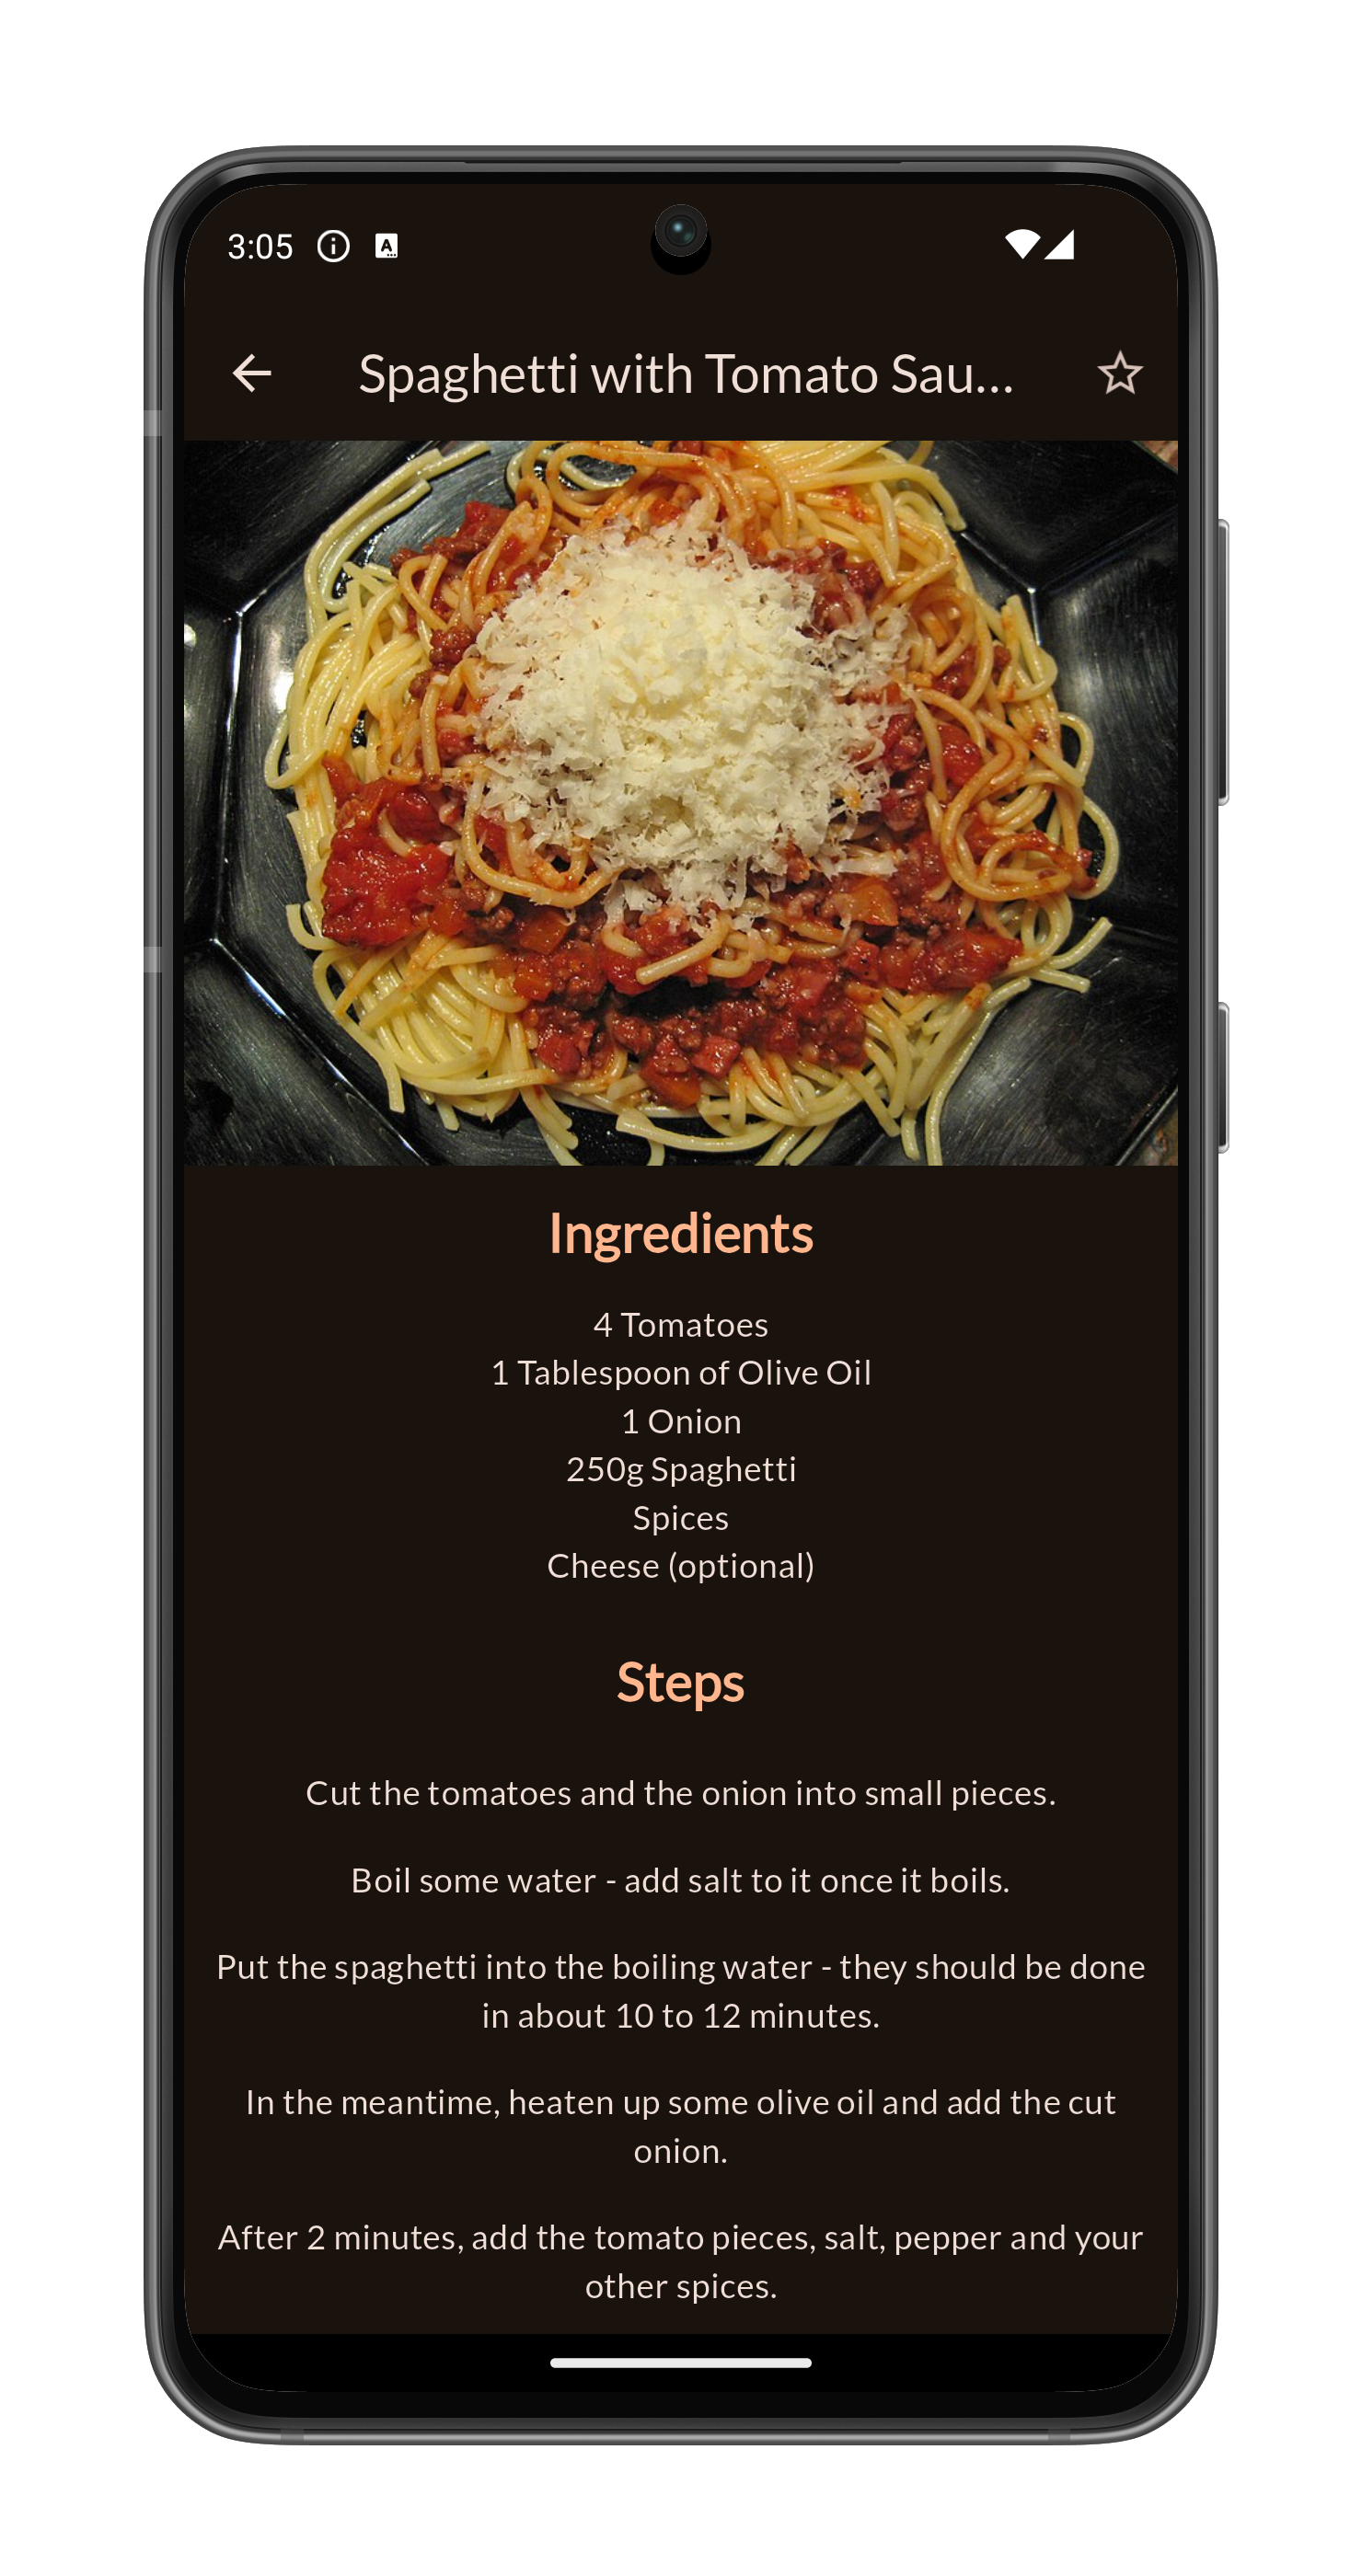 3:05
Spaghetti with Tomato Sau...
Ingredients
4 Tomatoes
1 Tablespoon of Olive Oil
1 Onion
250g Spaghetti
Spices
Cheese (optional)
Steps
Cut the tomatoes and the onion into small pieces.
Boil some water - add salt to it once it boils.
Put the spaghetti into the boiling water - they should be done
in about 10 to 12 minutes.
In the meantime, heaten up some olive oil and add the cut
onion.
After 2 minutes, add the tomato pieces, salt, pepper and your
other spices.